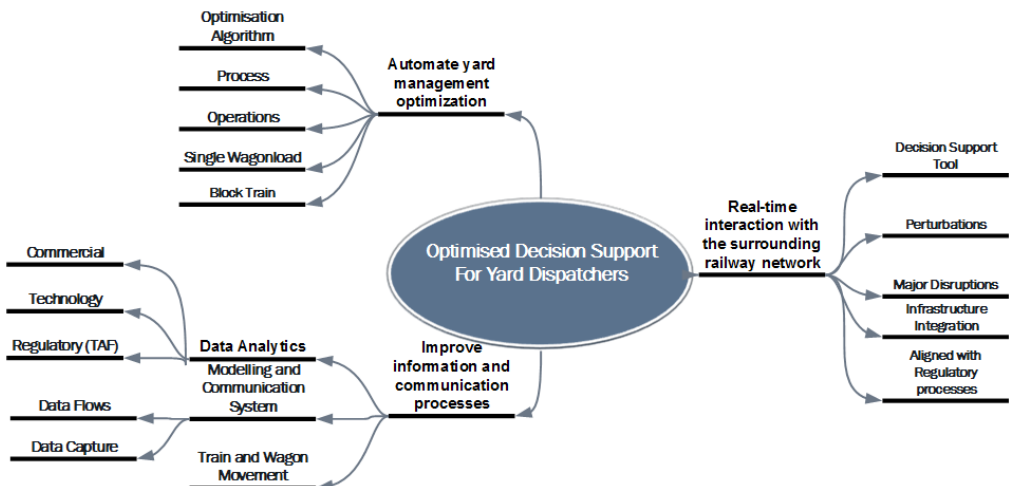 Optimisation
Algorithm
Process
Operations
Single Wagonload
Block Train
Automate yard
management
optimization
Optimised Decision Support
For Yard Dispatchers
Real-time
interaction with
the surrounding
railway network
Decision Support
Tool
Perturbations
Major Disruptions
Infrastructure
Integration
Aligned with
Regulatory
processes
Commercial
Technology
Regulatory (TAF)
Data Flows
Data Capture
Data Analytics
Modelling and
Communication
System
Train and Wagon
Movement
Improve
information and
communication
processes